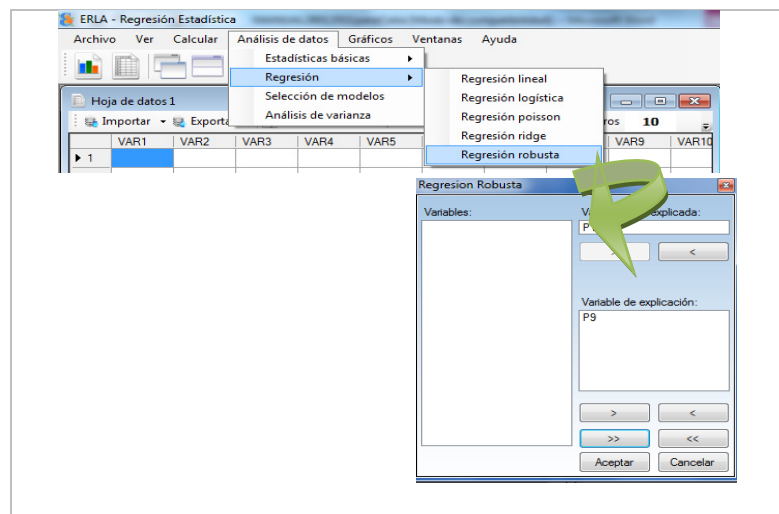 ERLA - Regresión Estadística
Archivo Ver Calcular Análisis de datos Gráficos Ventanas Ayuda
Estadísticas básicas
Regresión
Selección de modelos
Análisis de varianza
Regresión lineal
Regresión logística
Regresión poisson
Regresión ridge
Regresión robusta
Hoja de datos 1
Importar Exporta 10
VAR1 VAR2 VAR3 VAR4 VAR5 VAR9 VAR10
1
Regresion Robusta
Variables: explicada:
> <
Variable de explicación:
P9
> <
>> <<
Aceptar Cancelar